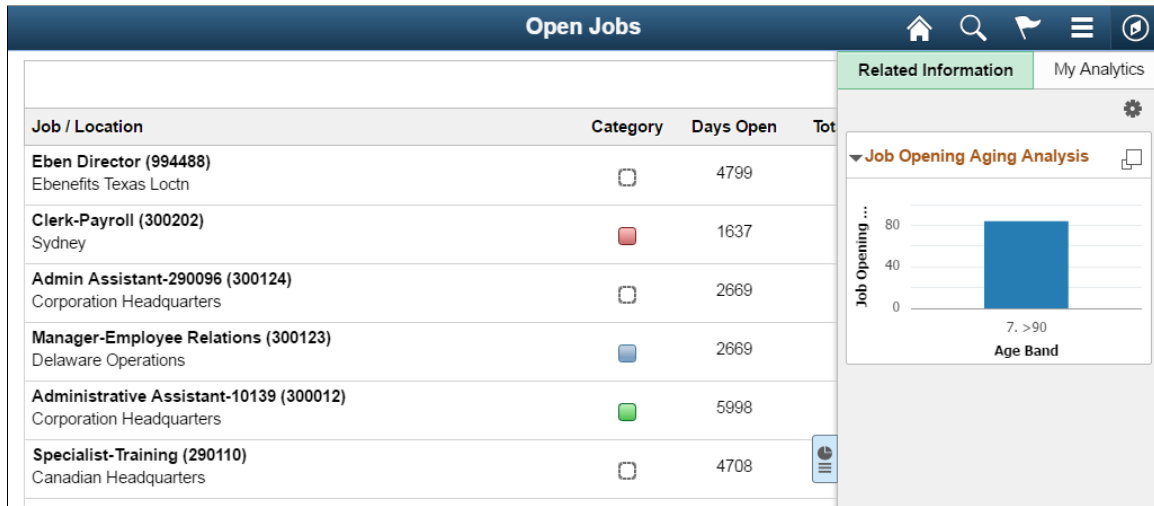 Open Jobs
Related Information
My Analytics
Job / Location
Category
Days Open
Tot
Eben Director (994488)
Ebenefits Texas Loctn
4799
Clerk-Payroll (300202)
Sydney
1637
Admin Assistant-290096 (300124)
Corporation Headquarters
2669
Manager-Employee Relations (300123)
Delaware Operations
2669
Administrative Assistant-10139 (300012)
Corporation Headquarters
5998
Specialist-Training (290110)
Canadian Headquarters
4708
Job Opening Aging Analysis
Job Opening ...
80
40
0
7. >90
Age Band